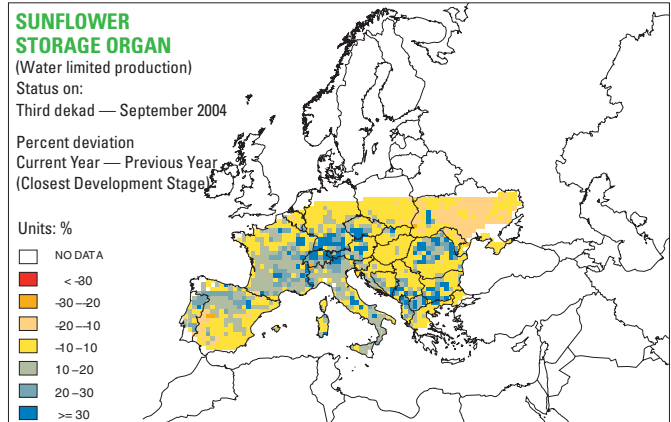 SUNFLOWER
STORAGE ORGAN
(Water limited production)
Status on:
Third dekad — September 2004
Percent deviation
Current Year — Previous Year
(Closest Development Stage)
Units: %
NO DATA
< -30
-30 –-20
-20 –-10
-10 –10
10 –20
20 –30
>= 30